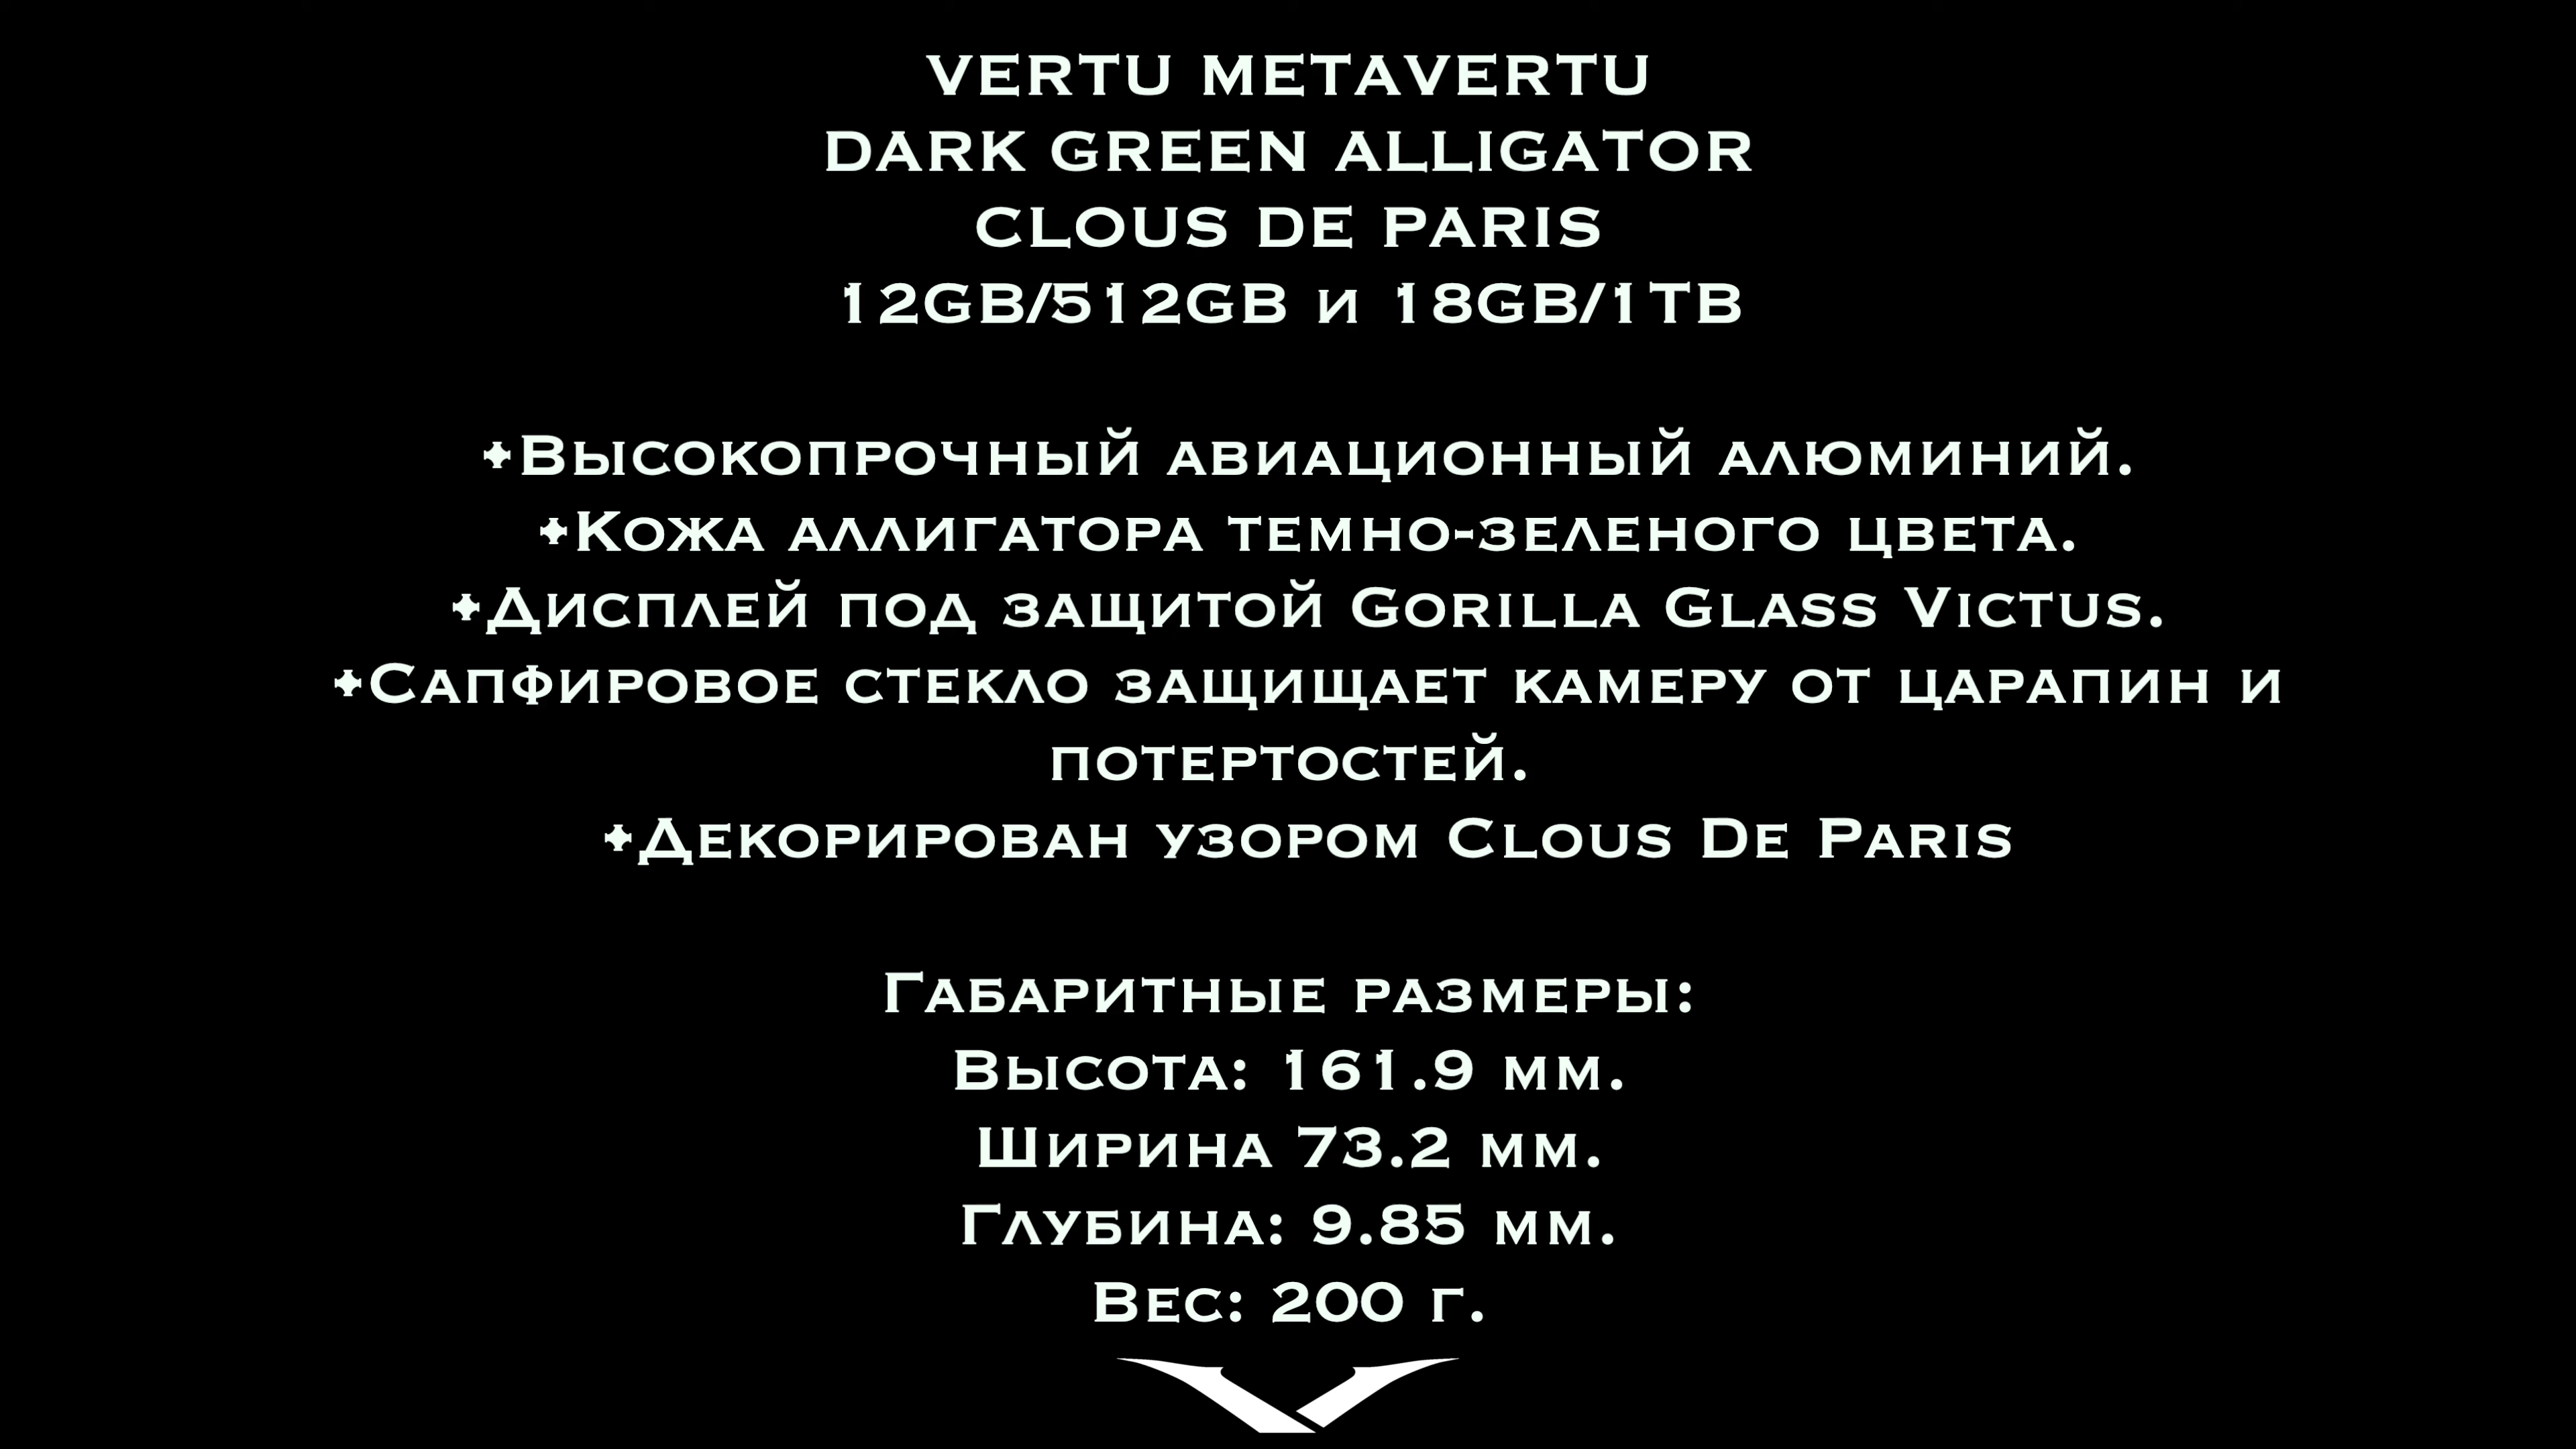 VERTU METAVERTU
DARK GREEN ALLIGATOR
CLOUS DE PARIS
12GB/512GB и 18GB/1TB
Высокопрочный авиационный алюминий.
Кожа аллигатора темно-зеленого цвета.
Дисплей под защитой Gorilla Glass Victus.
Сапфировое стекло защищает камеру от царапин и
потертостей.
Декорирован узором Clous De Paris
Габаритные размеры:
Высота: 161.9 мм.
Ширина 73.2 мм.
Глубина: 9.85 мм.
Вес: 200 г.